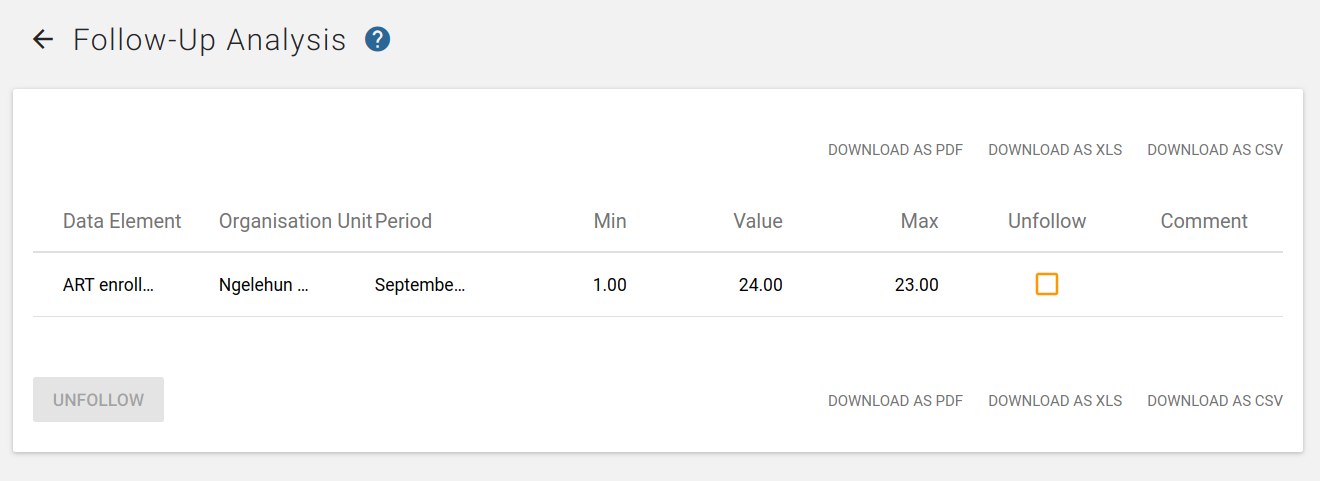 Follow-Up Analysis ?
DOWNLOAD AS PDF DOWNLOAD AS XLS DOWNLOAD AS CSV
Data Element Organisation Unit Period Min Value Max Unfollow Comment
ART enroll... Ngelehun ... Septembe... 1.00 24.00 23.00
UNFOLLOW DOWNLOAD AS PDF DOWNLOAD AS XLS DOWNLOAD AS CSV